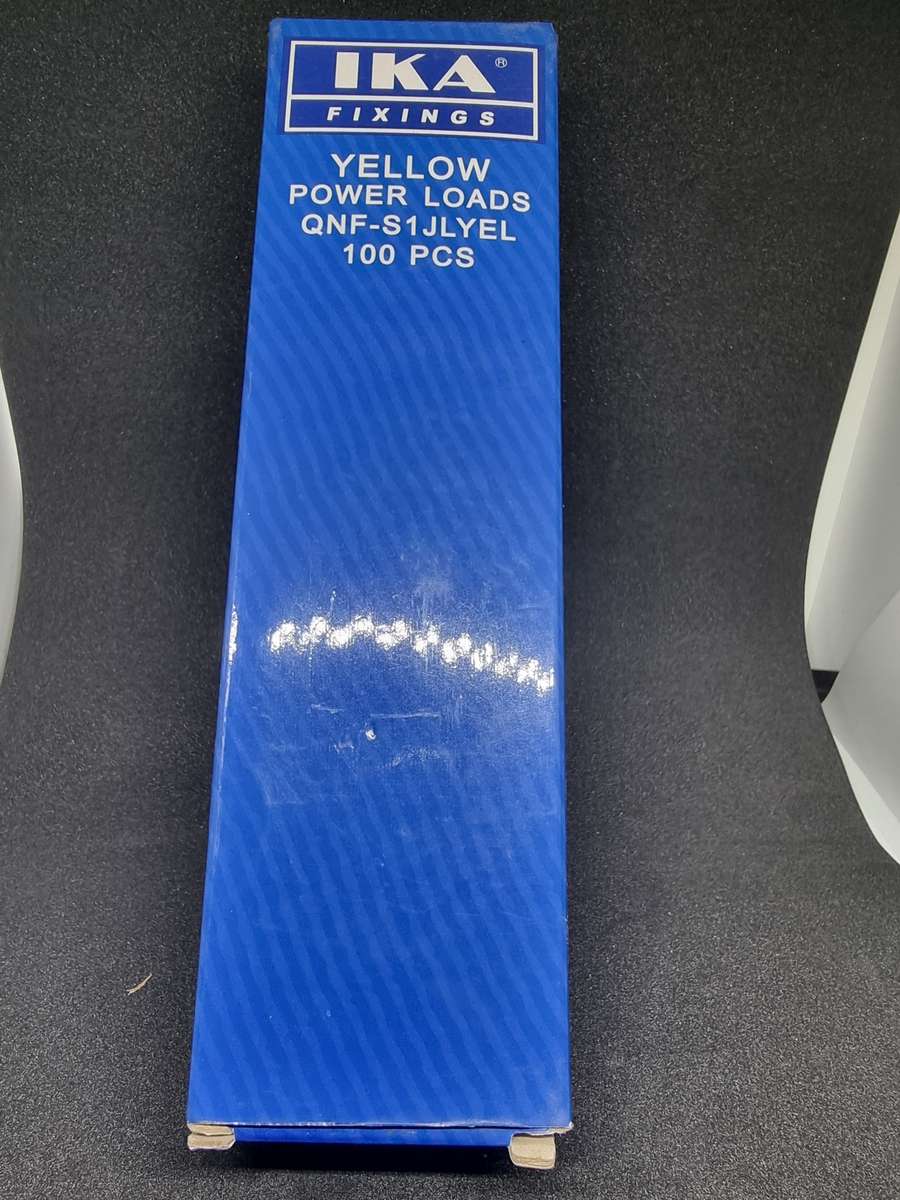 IKA®
FIXINGS
YELLOW
POWER LOADS
QNF-S1JLYEL
100 PCS